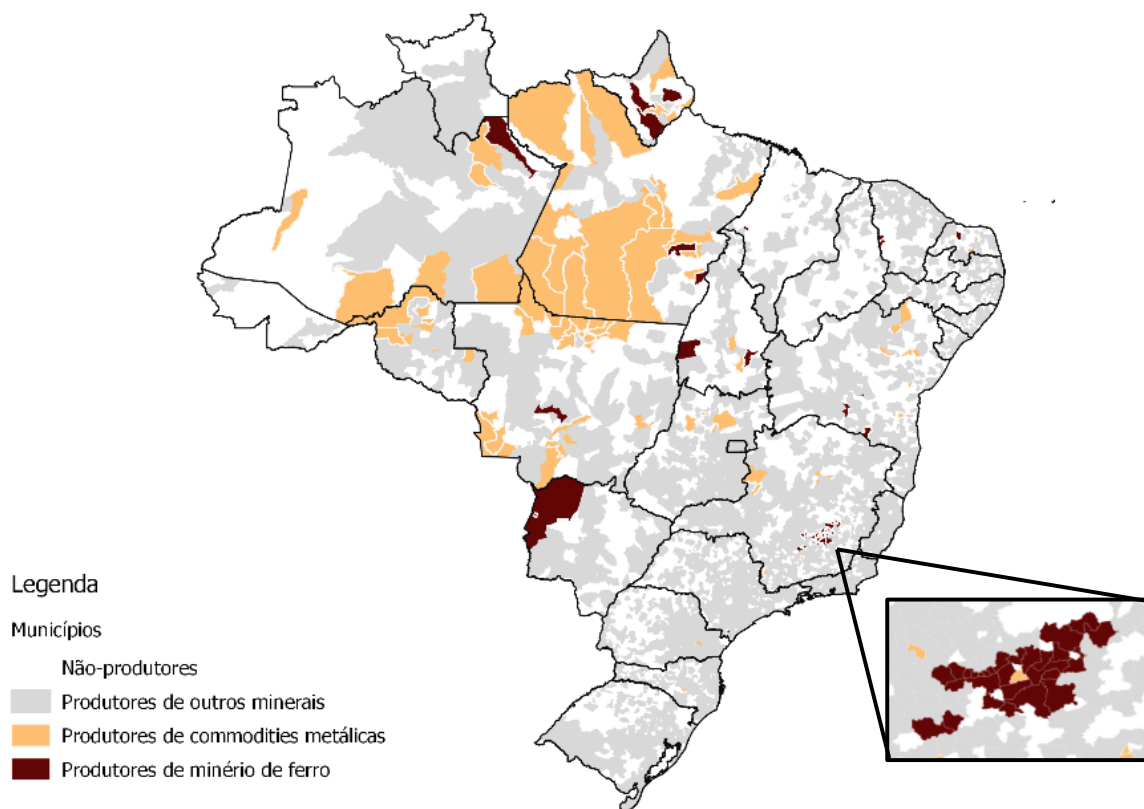 Legenda
Municípios
Não-produtores
Produtores de outros minerais
Produtores de commodities metálicas
Produtores de minério de ferro